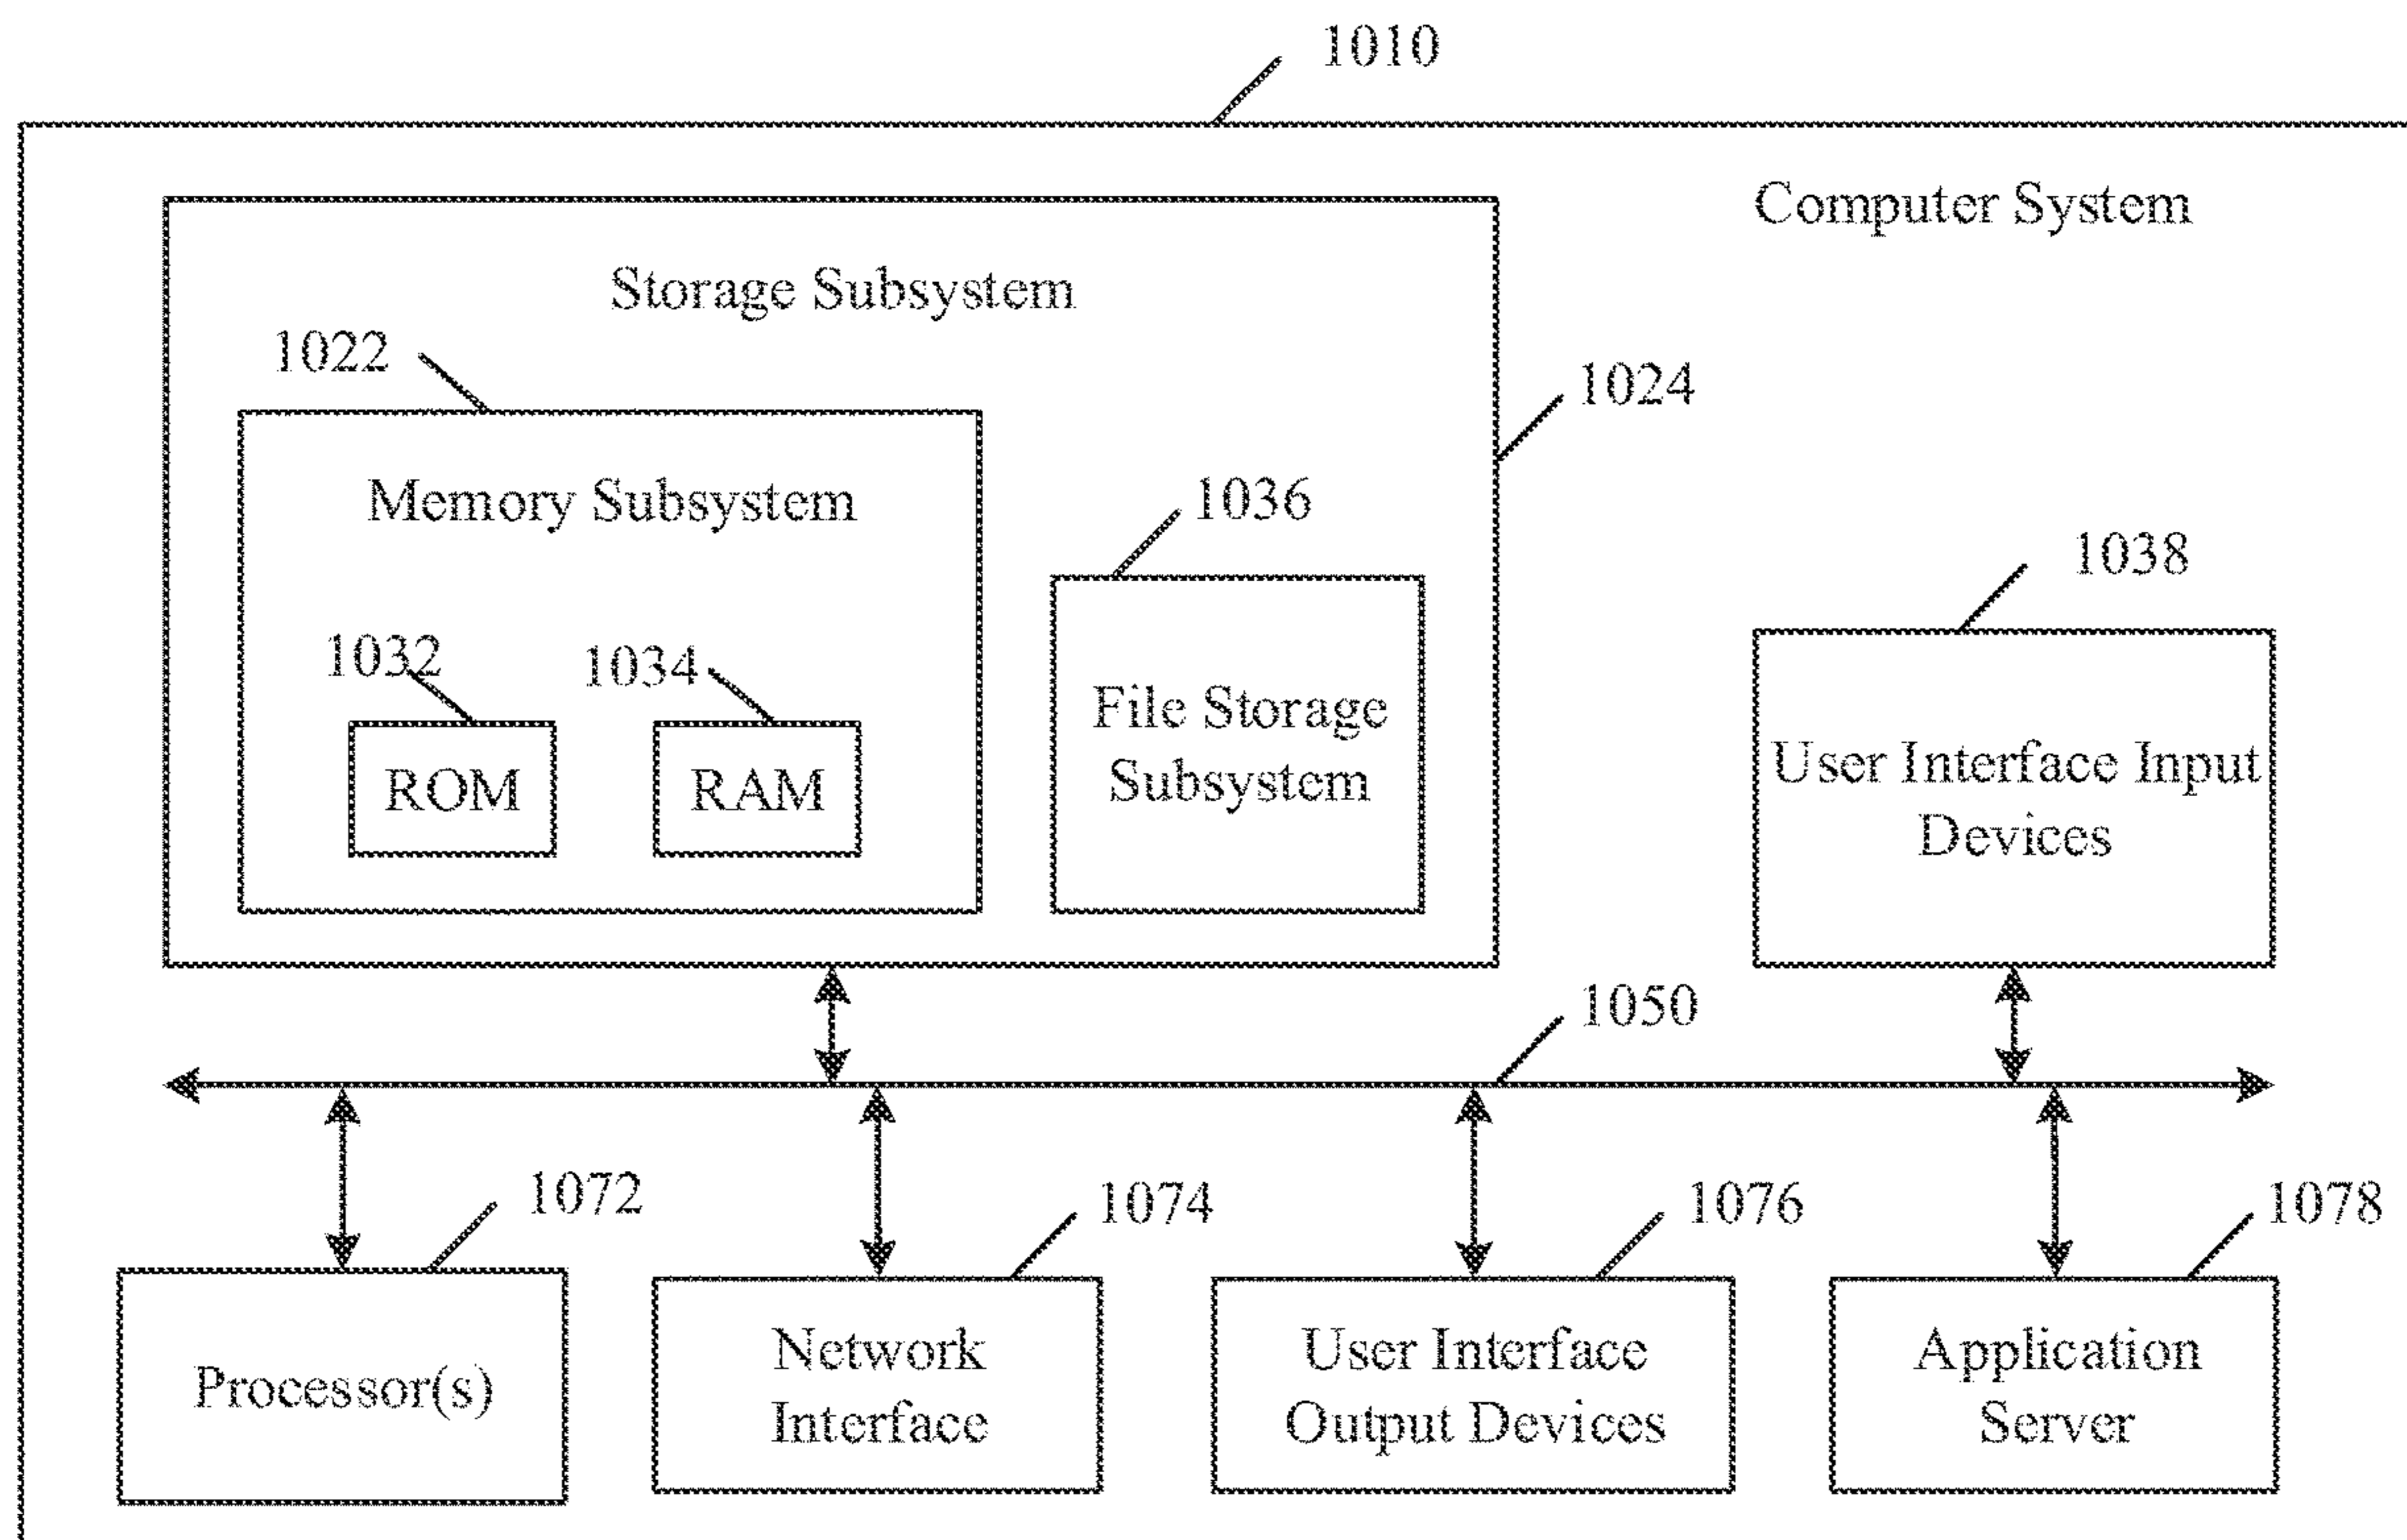 1010
Computer System
Storage Subsystem
1022
1024
Memory Subsystem
1036
1038
1032
1034
File Storage
Subsystem
ROM
RAM
User Interface Input
Devices
1050
1072
1074
1076
1078
Processor(s)
Network
Interface
User Interface
Output Devices
Application
Server